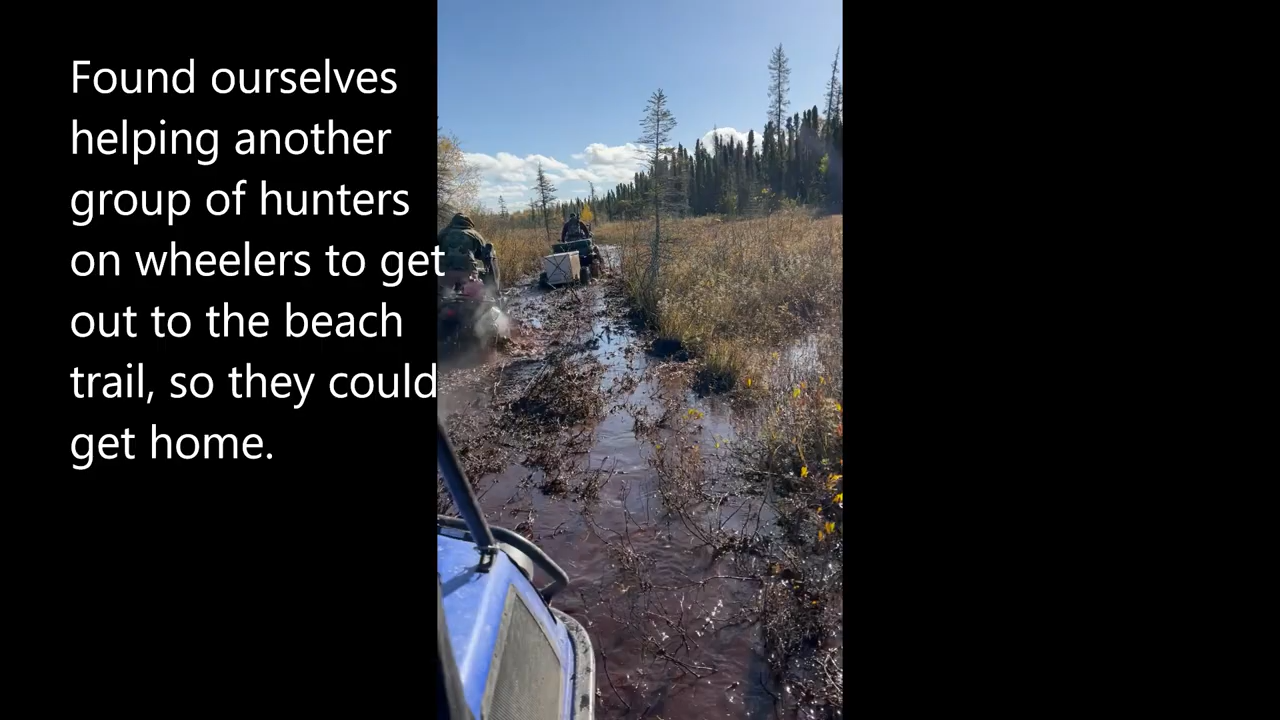 Found ourselves
helping another
group of hunters
on wheelers to get
out to the beach
trail, so they could
get home.